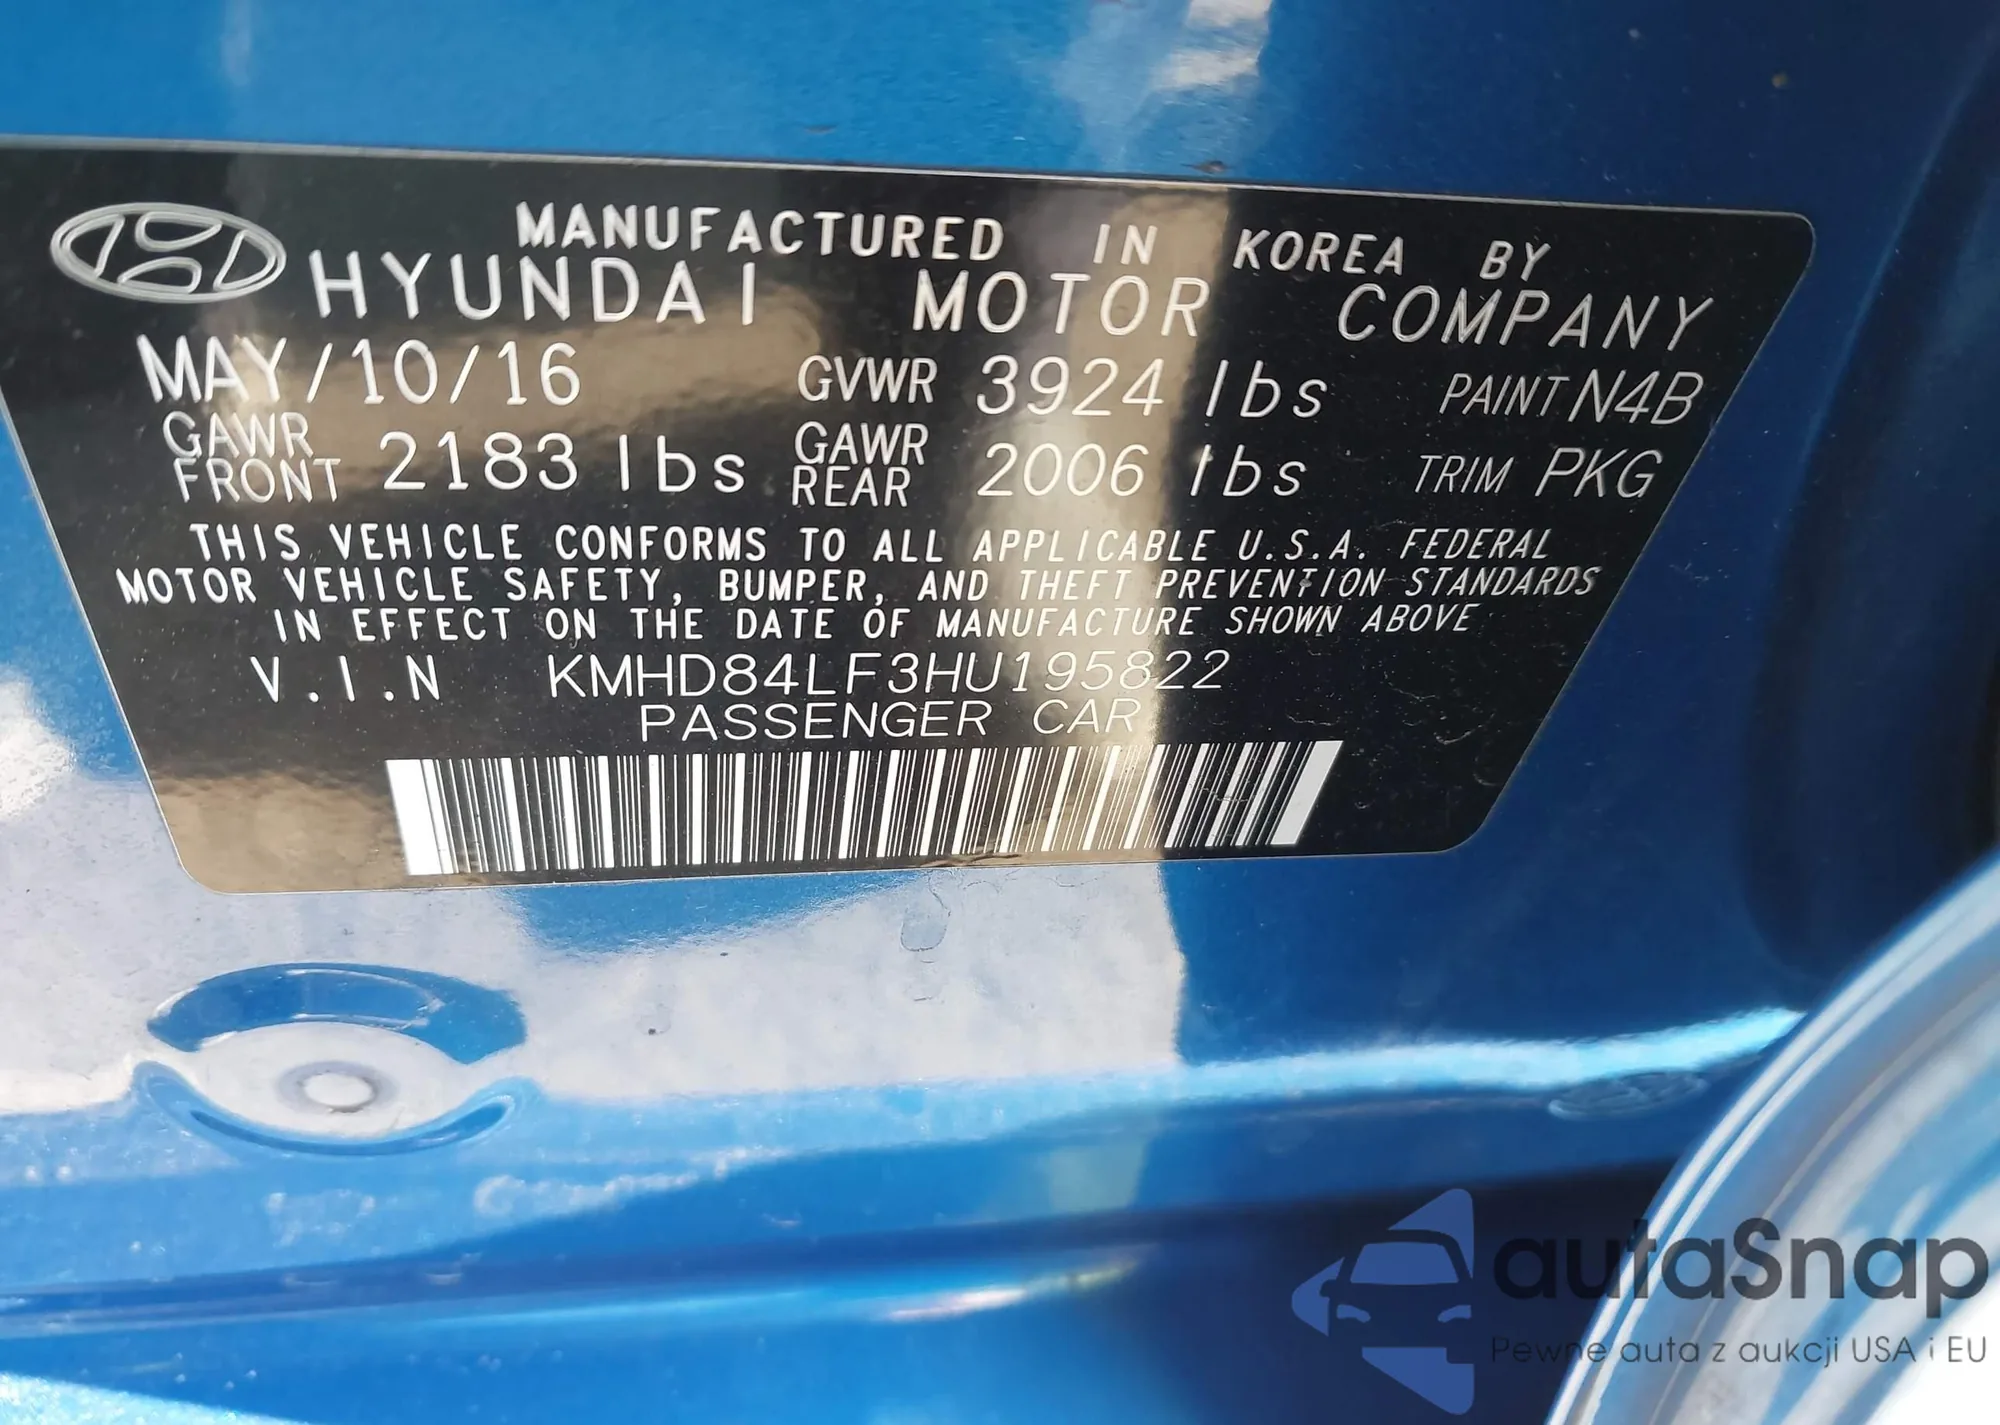 MANUFACTURED IN KOREA BY
HYUNDAI MOTOR COMPANY
MAY/10/16 GVWR 3924 lbs PAINT N4B
GAWR FRONT 2183 lbs GAWR REAR 2006 lbs TRIM PKG
THIS VEHICLE CONFORMS TO ALL APPLICABLE U.S.A. FEDERAL
MOTOR VEHICLE SAFETY, BUMPER, AND THEFT PREVENTION STANDARDS
IN EFFECT ON THE DATE OF MANUFACTURE SHOWN ABOVE
V.I.N KMHD84LF3HU195822
PASSENGER CAR
autaSnap
Pewne auta z aukcji USA i EU